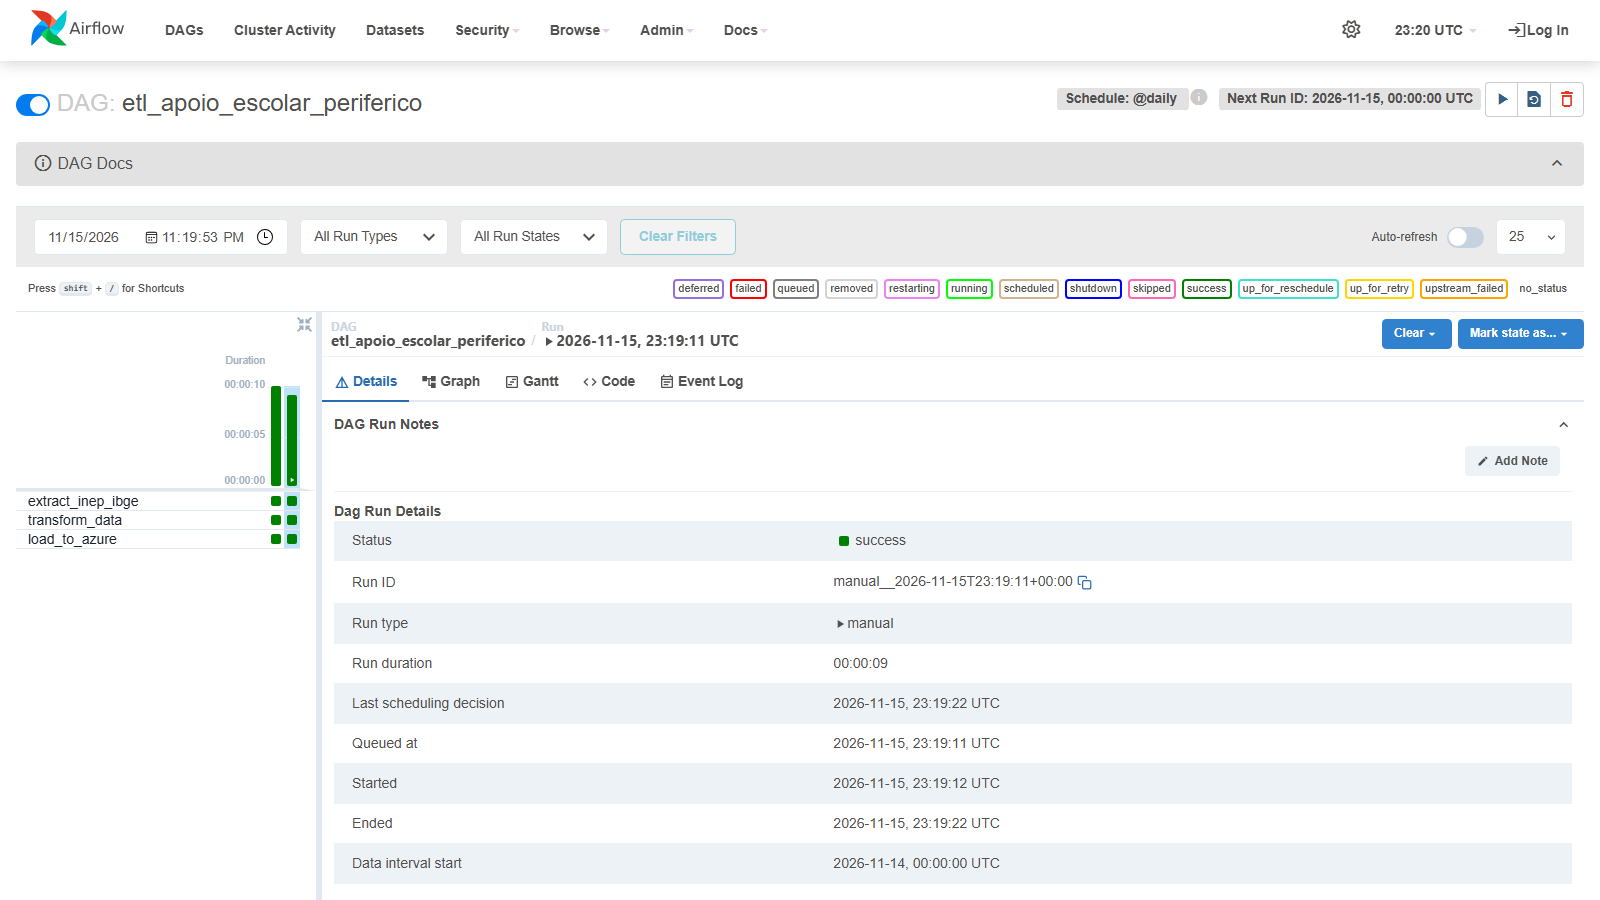 Airflow DAGs Cluster Activity Datasets Security Browse Admin Docs 23:20 UTC Log In
DAG: etl_apoio_escolar_periferico Schedule: @daily Next Run ID: 2026-11-15, 00:00:00 UTC
DAG Docs
11/15/2026 11:19:53 PM All Run Types All Run States Clear Filters Auto-refresh 25
Press shift + / for Shortcuts deferred failed queued removed restarting running scheduled shutdown skipped success up_for_reschedule up_for_retry upstream_failed no_status
DAG Run
etl_apoio_escolar_periferico / 2026-11-15, 23:19:11 UTC Clear Mark state as...
Duration
00:00:10
00:00:05
00:00:00
extract_inep_ibge
transform_data
load_to_azure
Details Graph Gantt Code Event Log
DAG Run Notes
Add Note
Dag Run Details
Status success
Run ID manual__2026-11-15T23:19:11+00:00
Run type manual
Run duration 00:00:09
Last scheduling decision 2026-11-15, 23:19:22 UTC
Queued at 2026-11-15, 23:19:11 UTC
Started 2026-11-15, 23:19:12 UTC
Ended 2026-11-15, 23:19:22 UTC
Data interval start 2026-11-14, 00:00:00 UTC